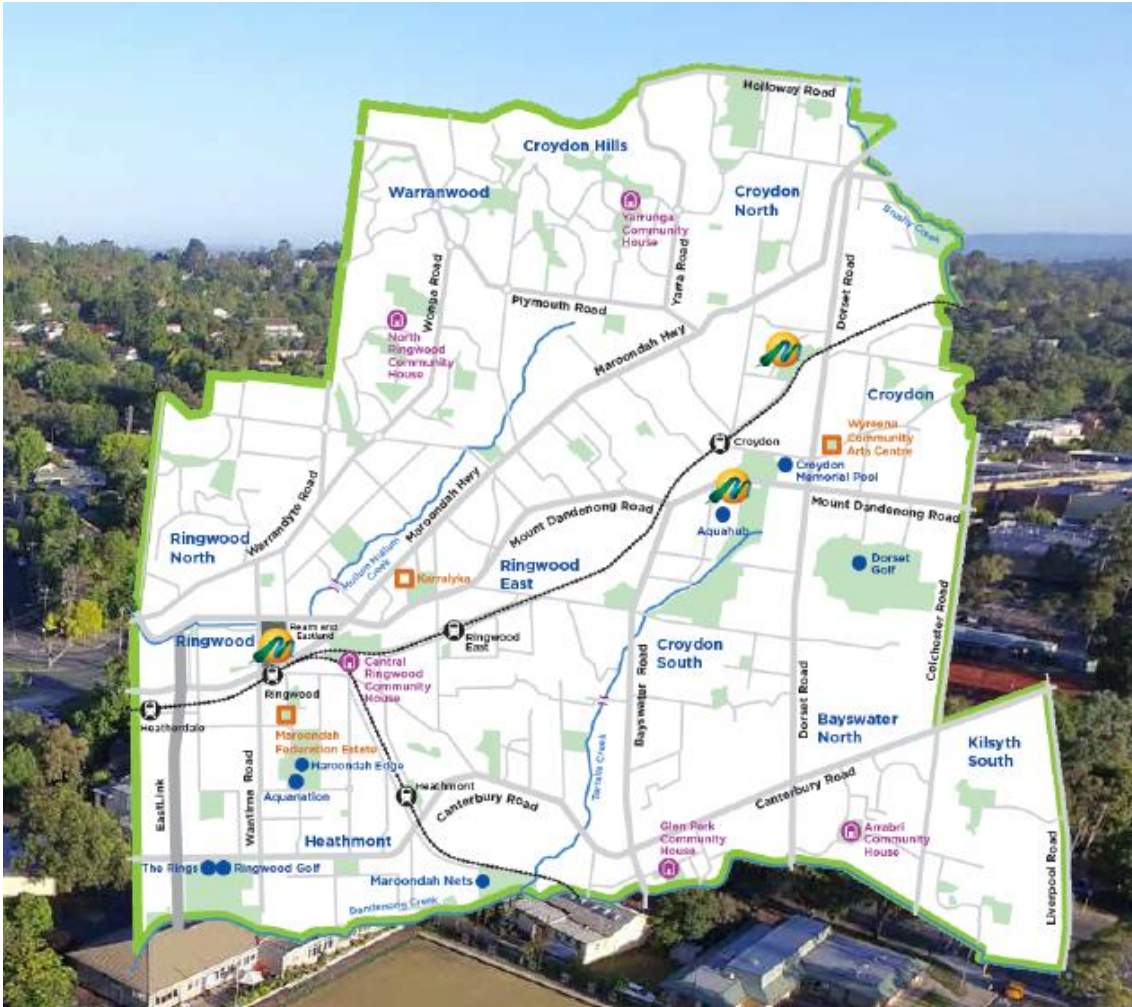 Holloway Road
Croydon Hills
Warranwood
Croydon
North
Yarrunga
Community
House
Brushy Creek
Wonga Road
Yarra Road
Dorset Road
Plymouth Road
North
Ringwood
Community
House
Maroondah Hwy
Croydon
Wyreena
Community
Arts Centre
Croydon
Croydon
Memorial Pool
Warrandyte Road
Maroondah Hwy
Mount Dandenong Road
Mount Dandenong Road
Aquahub
Ringwood
North
Mullum Mullum
Creek
Karralyka
Ringwood
East
Dorset
Golf
Realm and
Eastland
Ringwood
Ringwood
East
Croydon
South
Colchester Road
Central
Ringwood
Community
House
Ringwood
Heatherdale
Maroondah
Federation Estate
Bayswater Road
Dorset Road
Bayswater
North
Kilsyth
South
Tarralla Creek
Maroondah Edge
Aquanation
EastLink
Wantirna Road
Heathmont
Canterbury Road
Canterbury Road
Heathmont
Glen Park
Community
House
Arrabri
Community
House
The Rings
Ringwood Golf
Maroondah Nets
Dandenong Creek
Liverpool Road